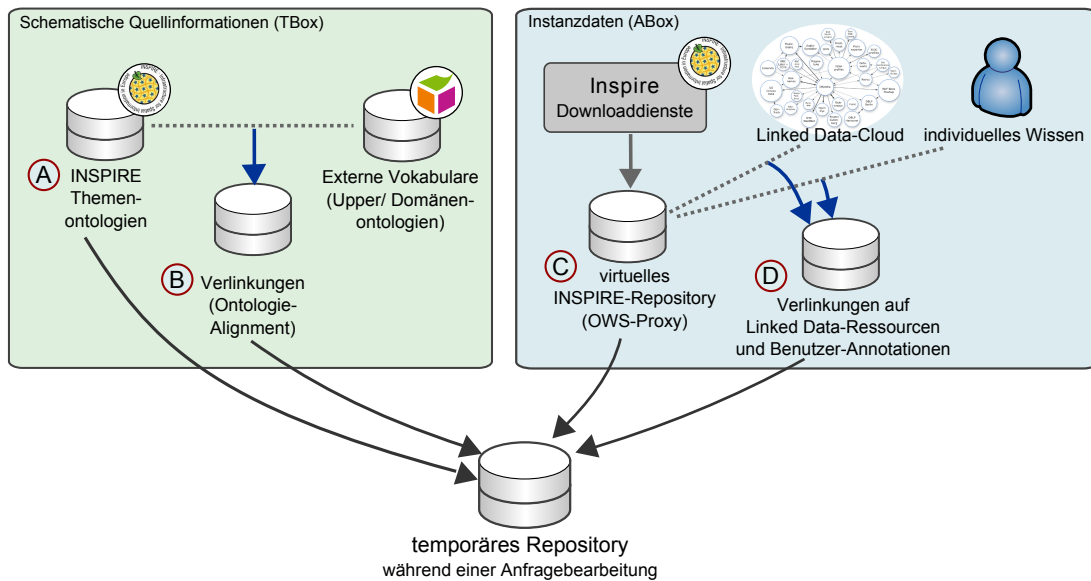 Schematische Quellinformationen (TBox)
A
INSPIRE
Themen-
ontologien
Externe Vokabulare
(Upper/ Domänen-
ontologien)
B
Verlinkungen
(Ontologie-
Alignment)
Instanzdaten (ABox)
Inspire
Downloaddienste
Linked Data-Cloud
individuelles Wissen
C
virtuelles
INSPIRE-Repository
(OWS-Proxy)
D
Verlinkungen auf
Linked Data-Ressourcen
und Benutzer-Annotationen
temporäres Repository
während einer Anfragebearbeitung